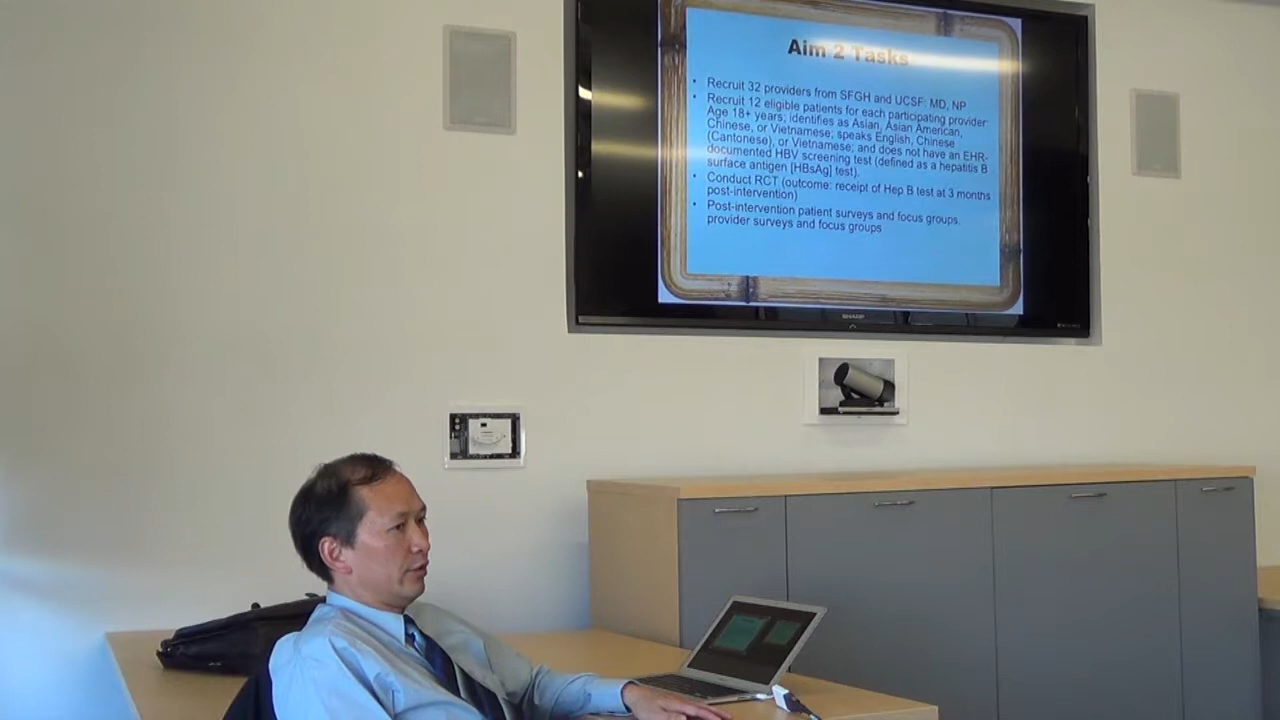 Aim 2 Tasks
• Recruit 32 providers from SFGH and UCSF: MD, NP
• Recruit 12 eligible patients for each participating provider:
Age 18+ years; identifies as Asian, Asian American,
Chinese, or Vietnamese; speaks English, Chinese
(Cantonese), or Vietnamese; and does not have an EHR-
documented HBV screening test (defined as a hepatitis B
surface antigen [HBsAg] test).
• Conduct RCT (outcome: receipt of Hep B test at 3 months
post-intervention)
• Post-intervention patient surveys and focus groups.
provider surveys and focus groups
SHARP